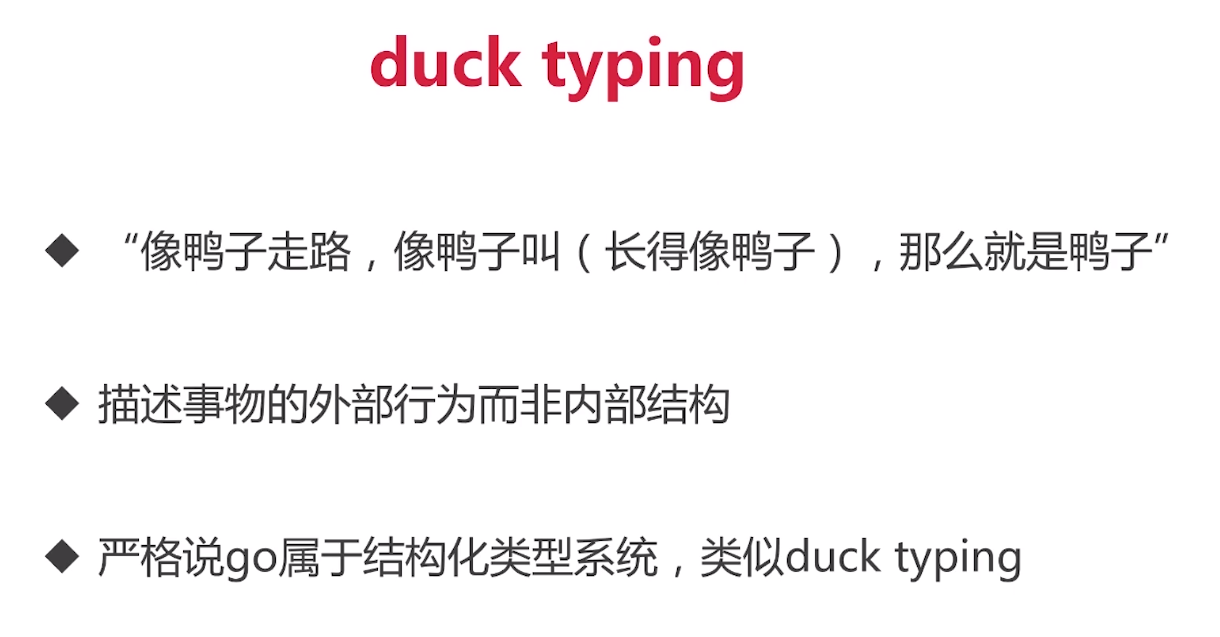 duck typing
◆ “像鸭子走路，像鸭子叫（长得像鸭子），那么就是鸭子”
◆ 描述事物的外部行为而非内部结构
◆ 严格说go属于结构化类型系统，类似duck typing